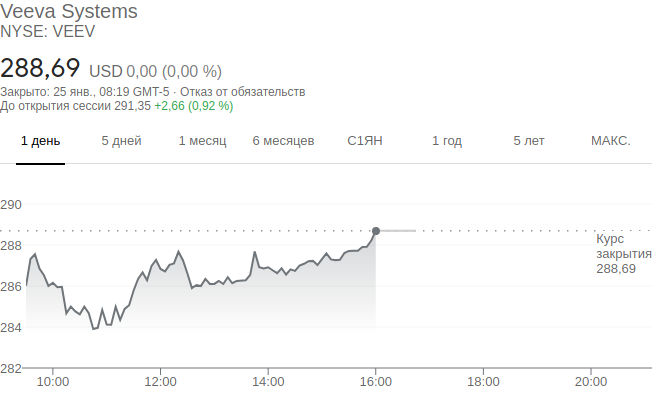 Veeva Systems
NYSE: VEEV
288,69 USD 0,00 (0,00 %)
Закрыто: 25 янв., 08:19 GMT-5 · Отказ от обязательств
До открытия сессии 291,35 +2,66 (0,92 %)
1 день 5 дней 1 месяц 6 месяцев С1ЯН 1 год 5 лет МАКС.
290
288
286
284
282
Курс
закрытия
288,69
10:00 12:00 14:00 16:00 18:00 20:00